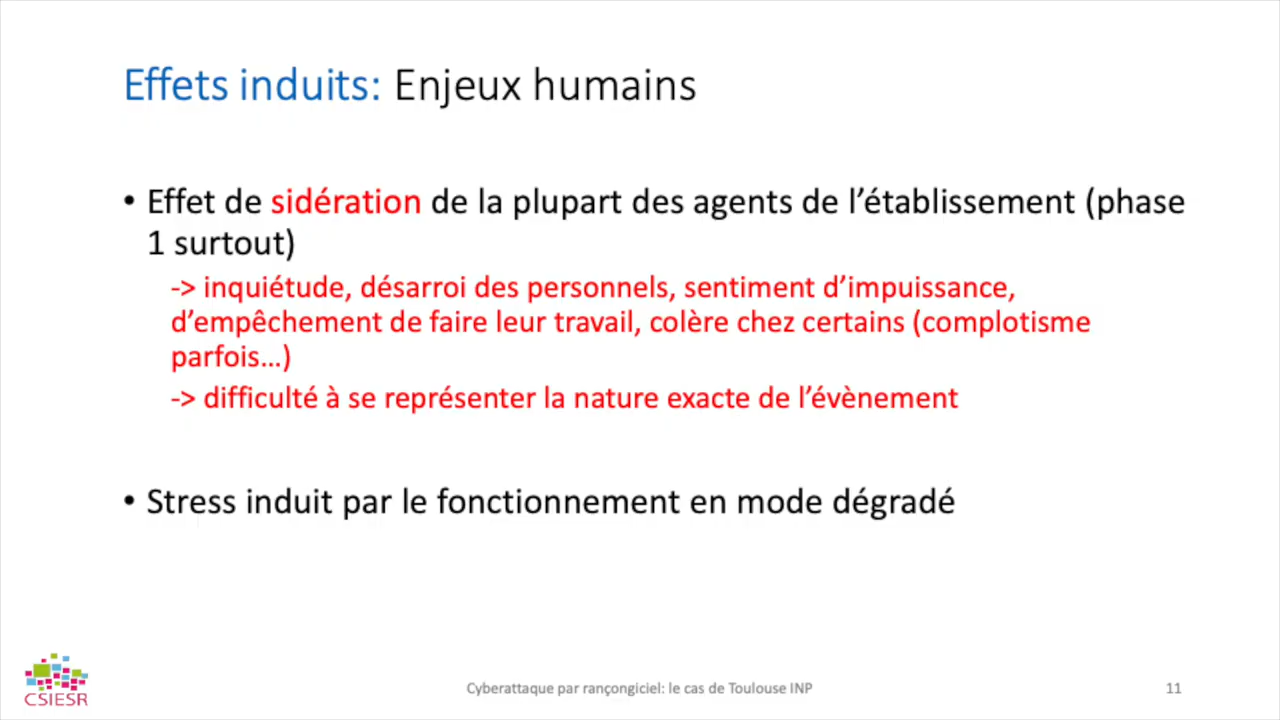 Effets induits: Enjeux humains
• Effet de sidération de la plupart des agents de l’établissement (phase
1 surtout)
-> inquiétude, désarroi des personnels, sentiment d’impuissance,
d’empêchement de faire leur travail, colère chez certains (complotisme
parfois…)
-> difficulté à se représenter la nature exacte de l’évènement
• Stress induit par le fonctionnement en mode dégradé
CSIESR
Cyberattaque par rançongiciel: le cas de Toulouse INP
11